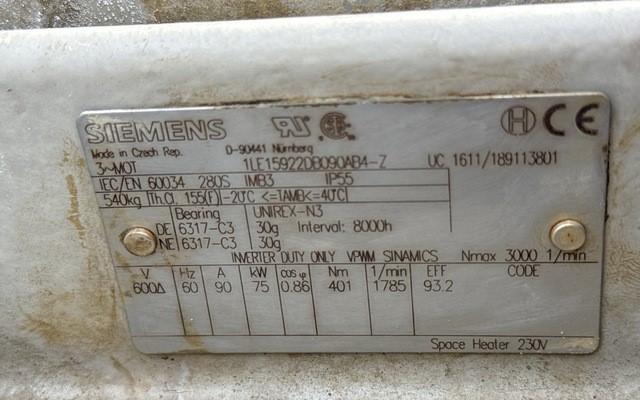 SIEMENS
Made in Czech Rep. D-90441 Nürnberg
3~MOT 1LE15922DB090AB4-Z UC 1611/189113801
IEC/EN 60034 280S IMB3 IP55
540kg Th.Cl. 155(F) -20°C <=TAMB<= 40°C
Bearing UNIREX-N3
DE 6317-C3 30g Interval: 8000h
NE 6317-C3 30g
INVERTER DUTY ONLY VPWM SINAMICS Nmax 3000 1/min
V Hz A kW cos φ Nm 1/min EFF CODE
600Δ 60 90 75 0.86 401 1785 93.2
Space Heater 230V